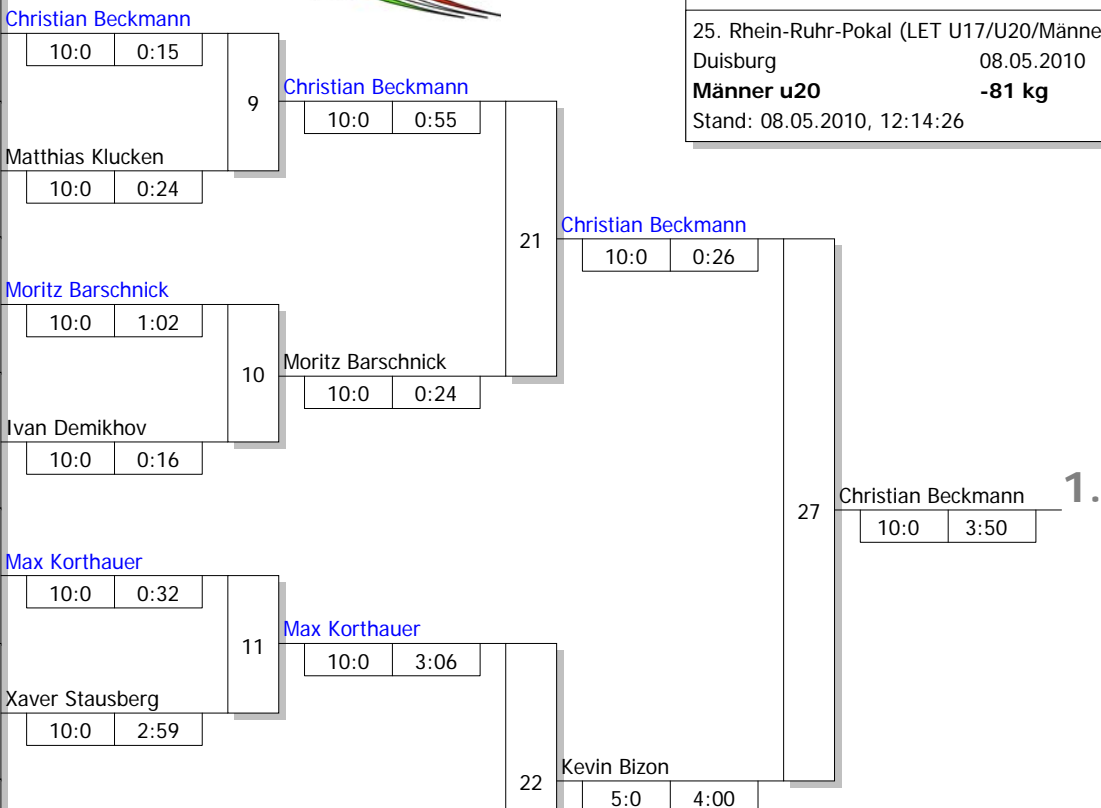 Christian Beckmann
10:0 0:15
9
Matthias Klucken
10:0 0:24
Christian Beckmann
10:0 0:55
25. Rhein-Ruhr-Pokal (LET U17/U20/Männe
Duisburg 08.05.2010
Männer u20 -81 kg
Stand: 08.05.2010, 12:14:26
21
Christian Beckmann
10:0 0:26
Moritz Barschnick
10:0 1:02
10
Moritz Barschnick
10:0 0:24
Ivan Demikhov
10:0 0:16
27
Christian Beckmann 1.
10:0 3:50
Max Korthauer
10:0 0:32
11
Max Korthauer
10:0 3:06
Xaver Stausberg
10:0 2:59
22
Kevin Bizon
5:0 4:00